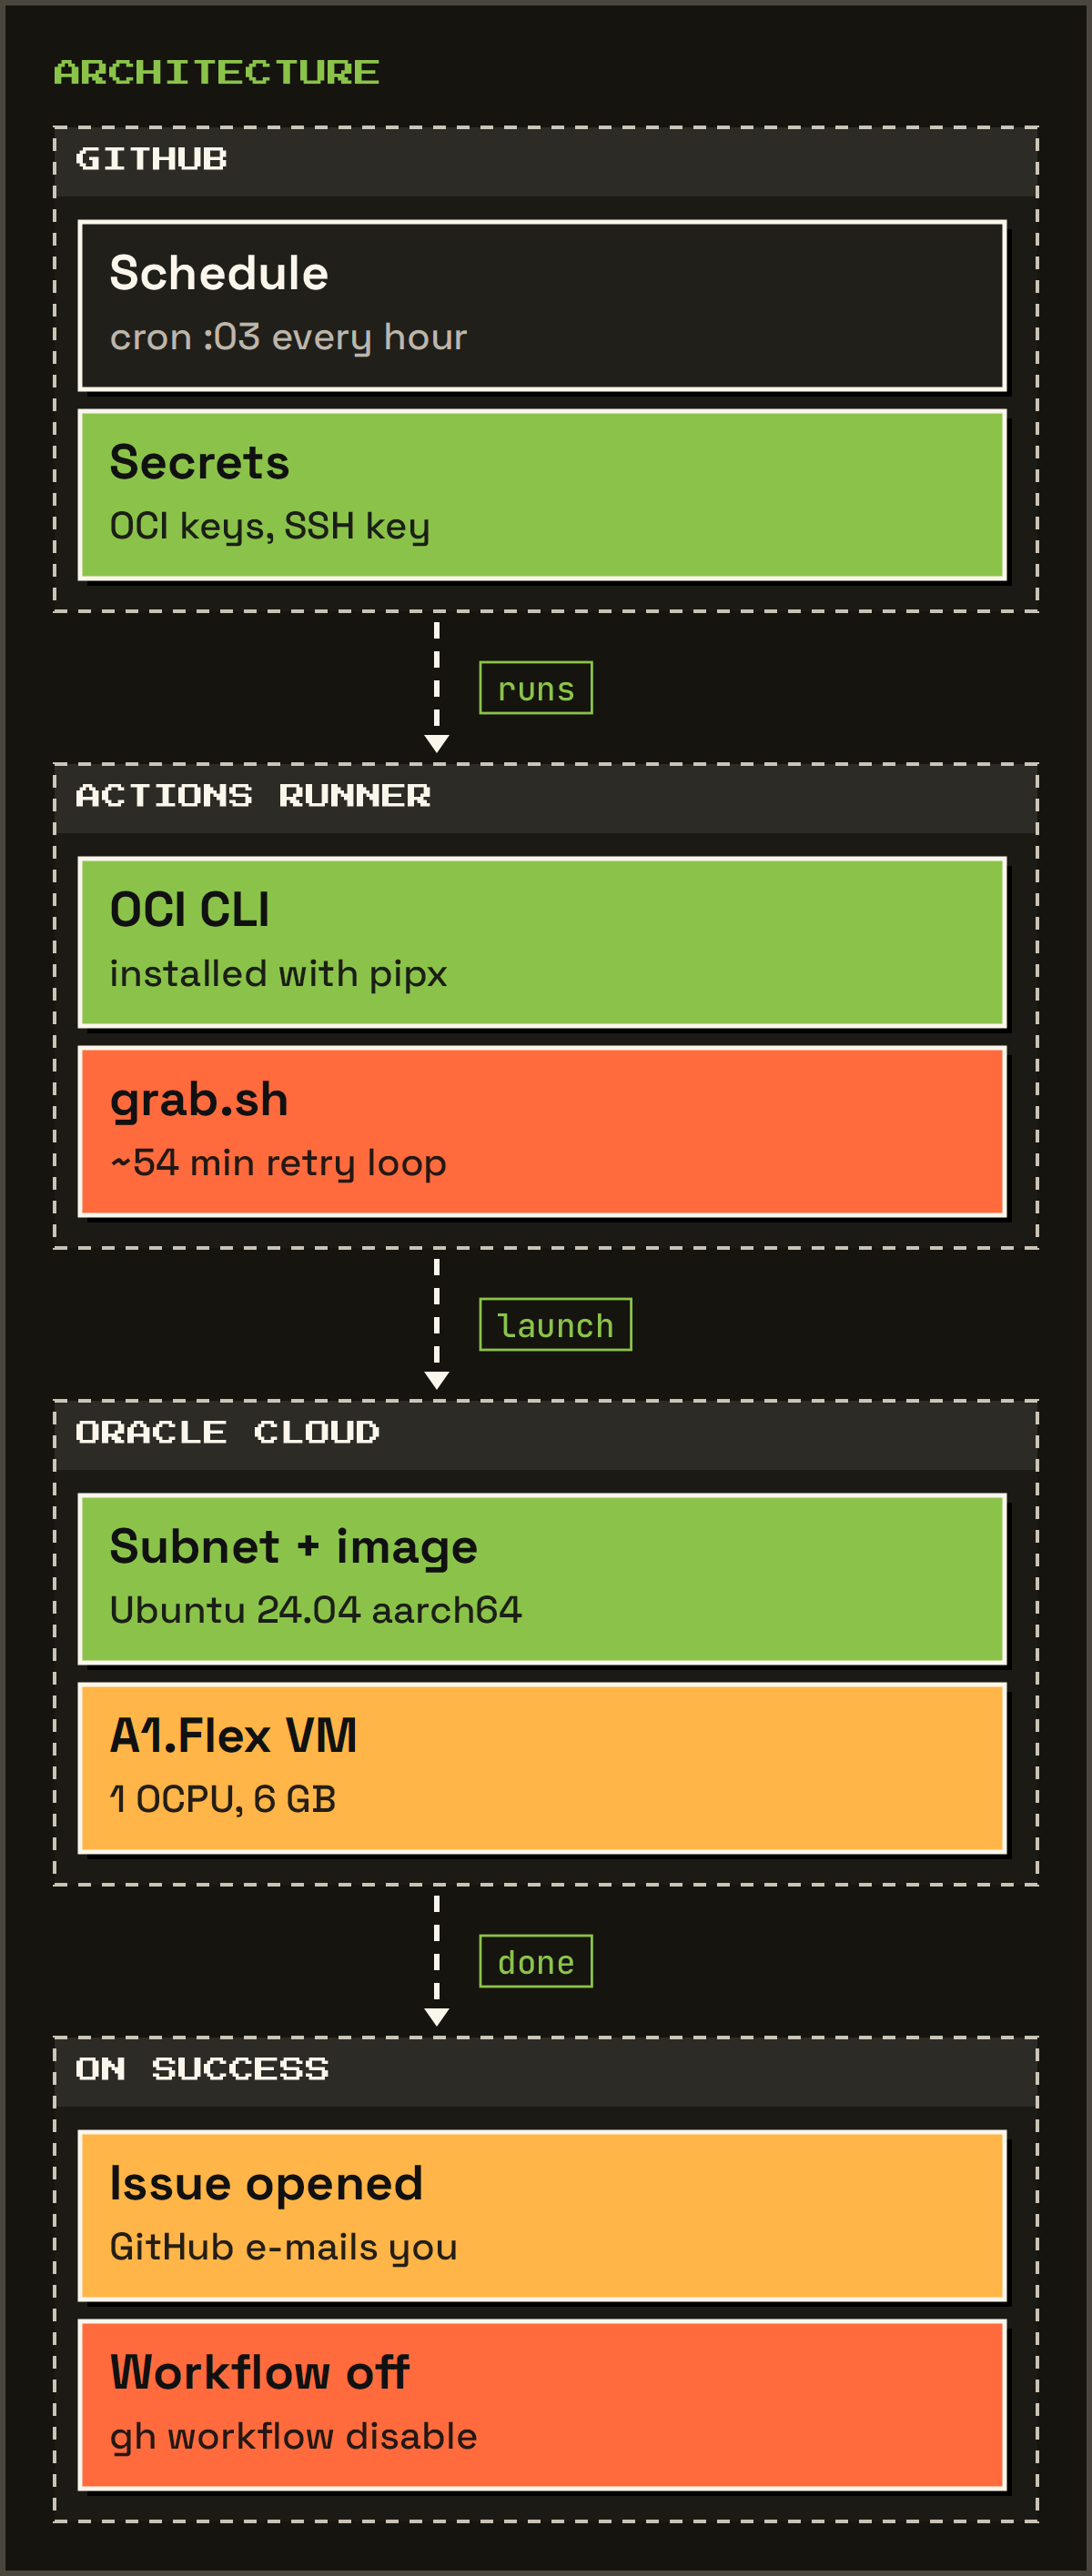 ARCHITECTURE
GITHUB
Schedule
cron :03 every hour
Secrets
OCI keys, SSH key
runs
ACTIONS RUNNER
OCI CLI
installed with pipx
grab.sh
~54 min retry loop
launch
ORACLE CLOUD
Subnet + image
Ubuntu 24.04 aarch64
A1.Flex VM
1 OCPU, 6 GB
done
ON SUCCESS
Issue opened
GitHub e-mails you
Workflow off
gh workflow disable